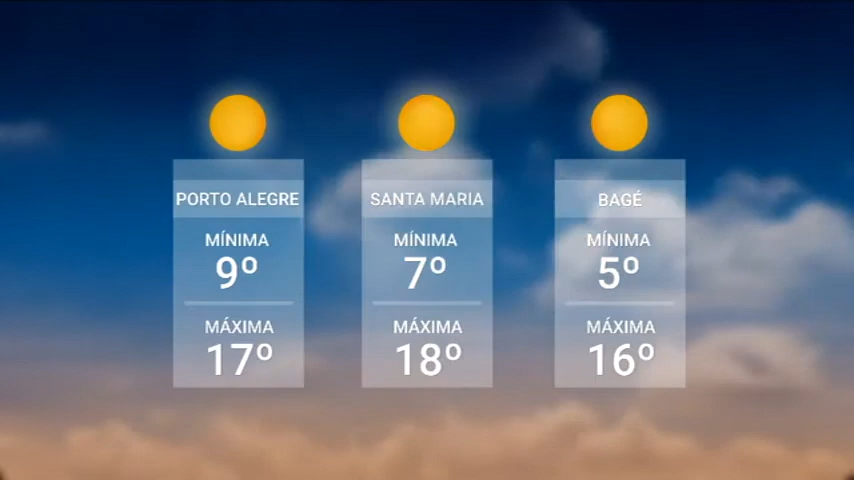 PORTO ALEGRE
MÍNIMA
9º
MÁXIMA
17º
SANTA MARIA
MÍNIMA
7º
MÁXIMA
18º
BAGÉ
MÍNIMA
5º
MÁXIMA
16º